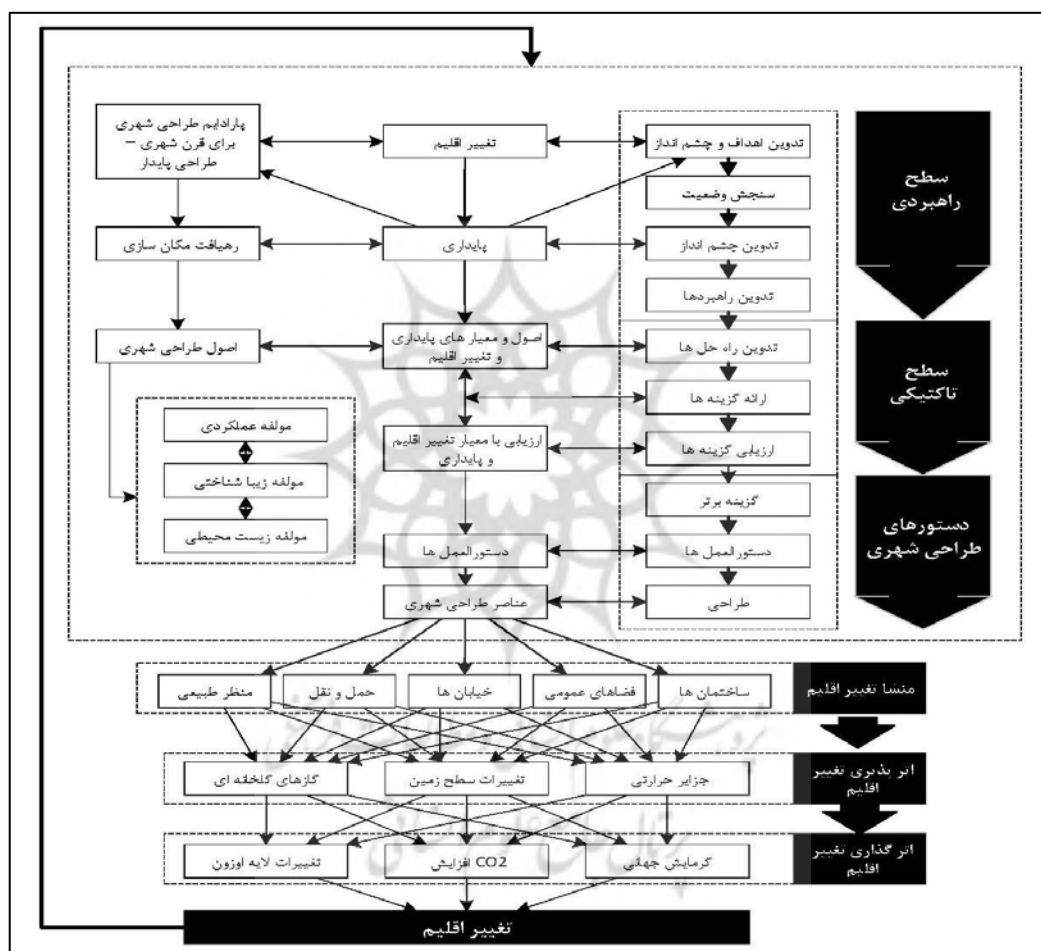 سطح
راهبردی
سطح
تاکتیکی
دستورهای
طراحی شهری
تدوین اهداف و چشم انداز
سنجش وضعیت
تدوین چشم انداز
تدوین راهبردها
تدوین راه حل ها
ارائه گزینه ها
ارزیابی گزینه ها
گزینه برتر
دستورالعمل ها
طراحی
تغییر اقلیم
پایداری
اصول و معیار های پایداری
و تغییر اقلیم
ارزیابی با معیار تغییر اقلیم
و پایداری
دستورالعمل ها
عناصر طراحی شهری
پارادایم طراحی شهری
برای قرن شهری –
طراحی پایدار
رهیافت مکان سازی
اصول طراحی شهری
مولفه عملکردی
مولفه زیبا شناختی
مولفه زیست محیطی
منشا تغییر اقلیم
ساختمان ها
فضاهای عمومی
خیابان ها
حمل و نقل
منظر طبیعی
اثر پذیری تغییر
اقلیم
جزایر حرارتی
تغییرات سطح زمین
گازهای گلخانه ای
اثر گذاری تغییر
اقلیم
گرمایش جهانی
افزایش CO2
تغییرات لایه اوزون
تغییر اقلیم